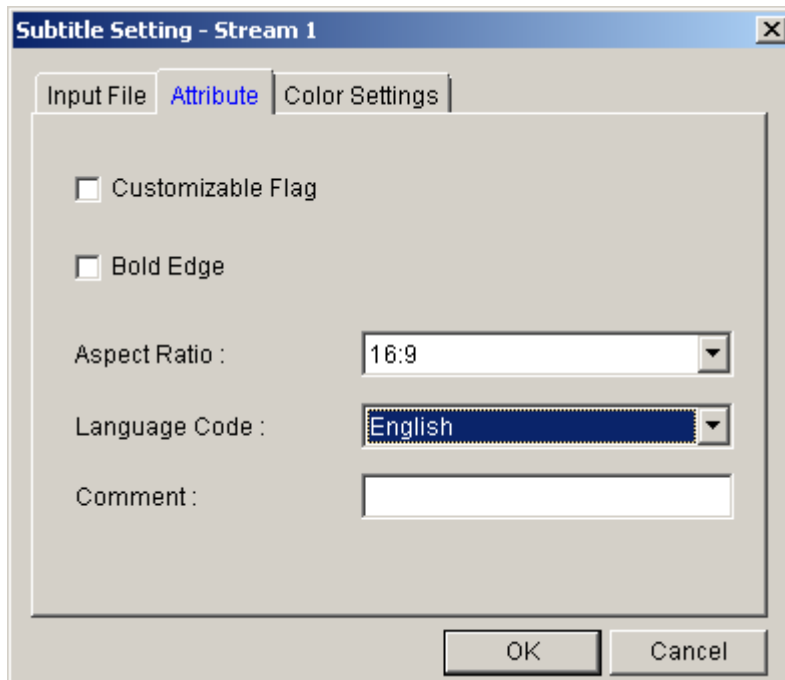 Subtitle Setting - Stream 1
Input File Attribute Color Settings
Customizable Flag
Bold Edge
Aspect Ratio : 16:9
Language Code : English
Comment :
OK Cancel